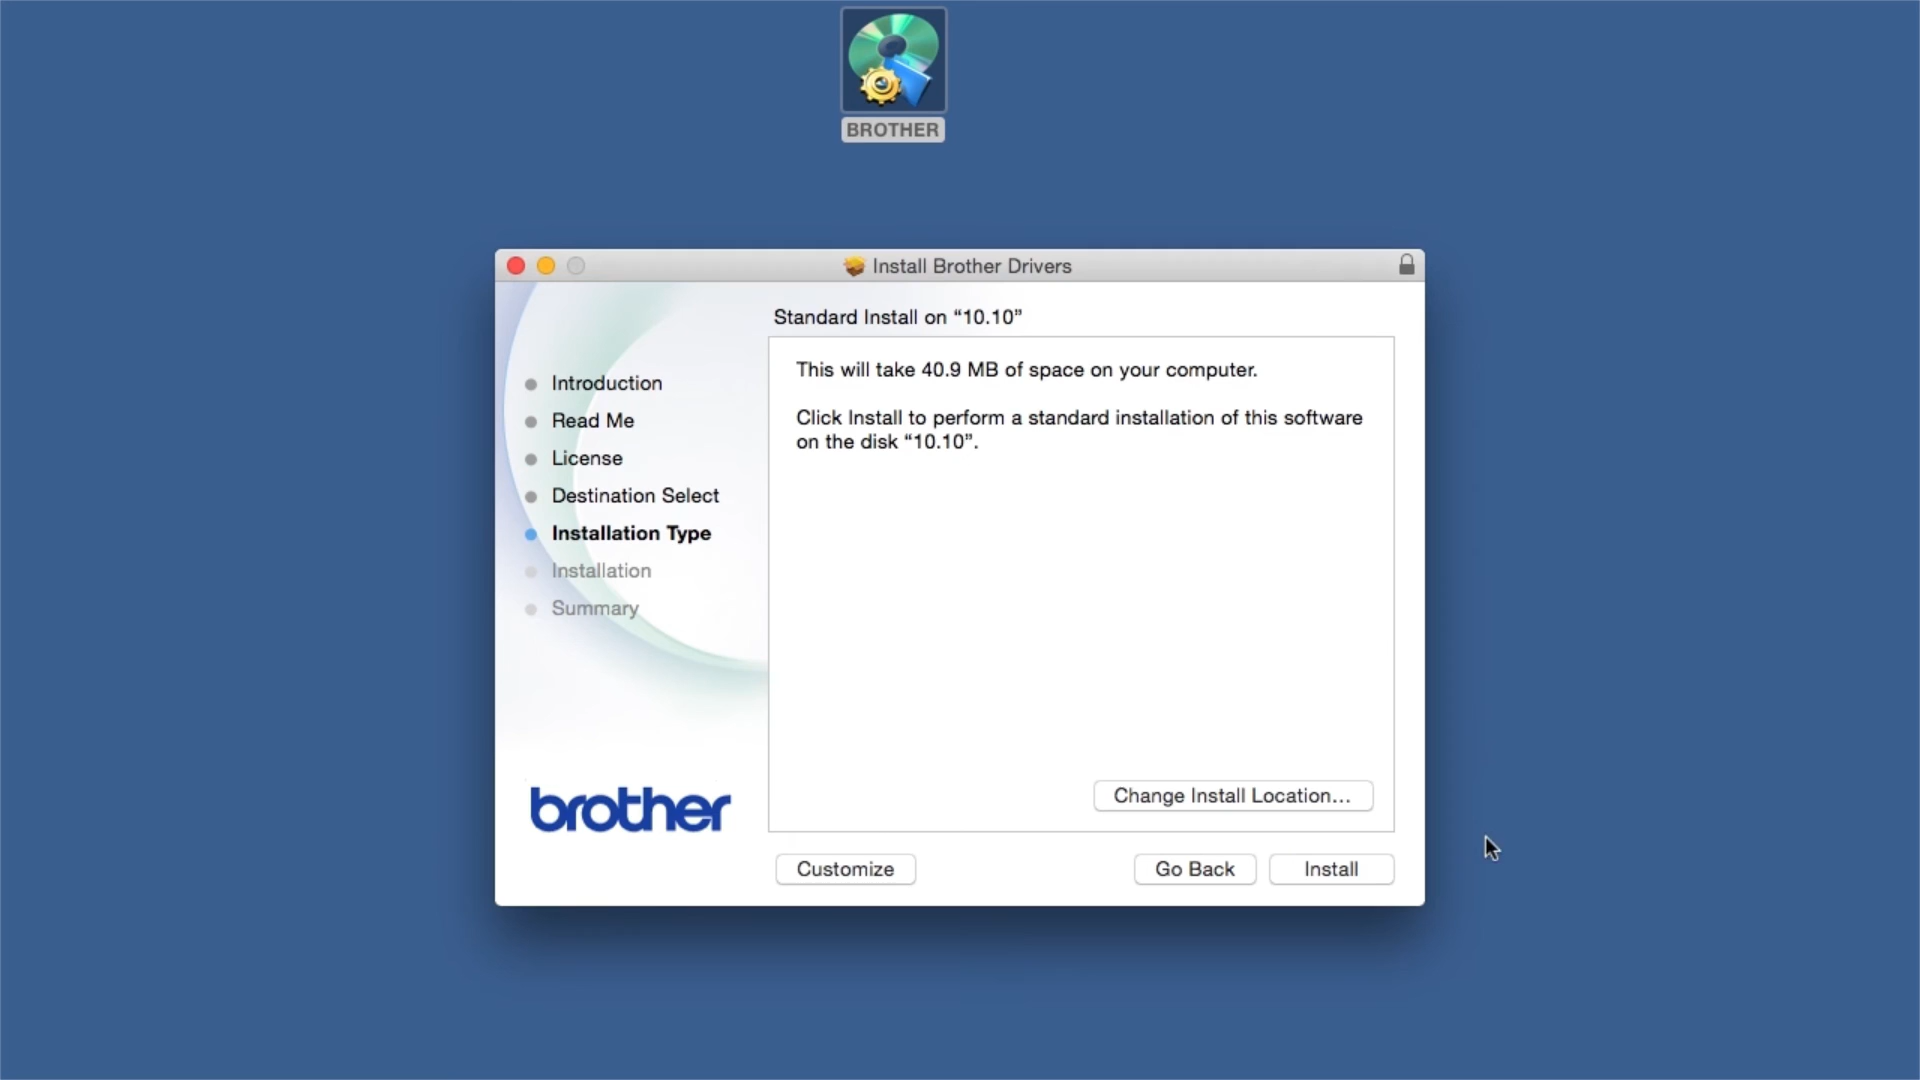 BROTHER
Install Brother Drivers
Standard Install on “10.10”
This will take 40.9 MB of space on your computer.
Click Install to perform a standard installation of this software
on the disk “10.10”.
Introduction
Read Me
License
Destination Select
Installation Type
Installation
Summary
brother
Change Install Location...
Customize
Go Back
Install